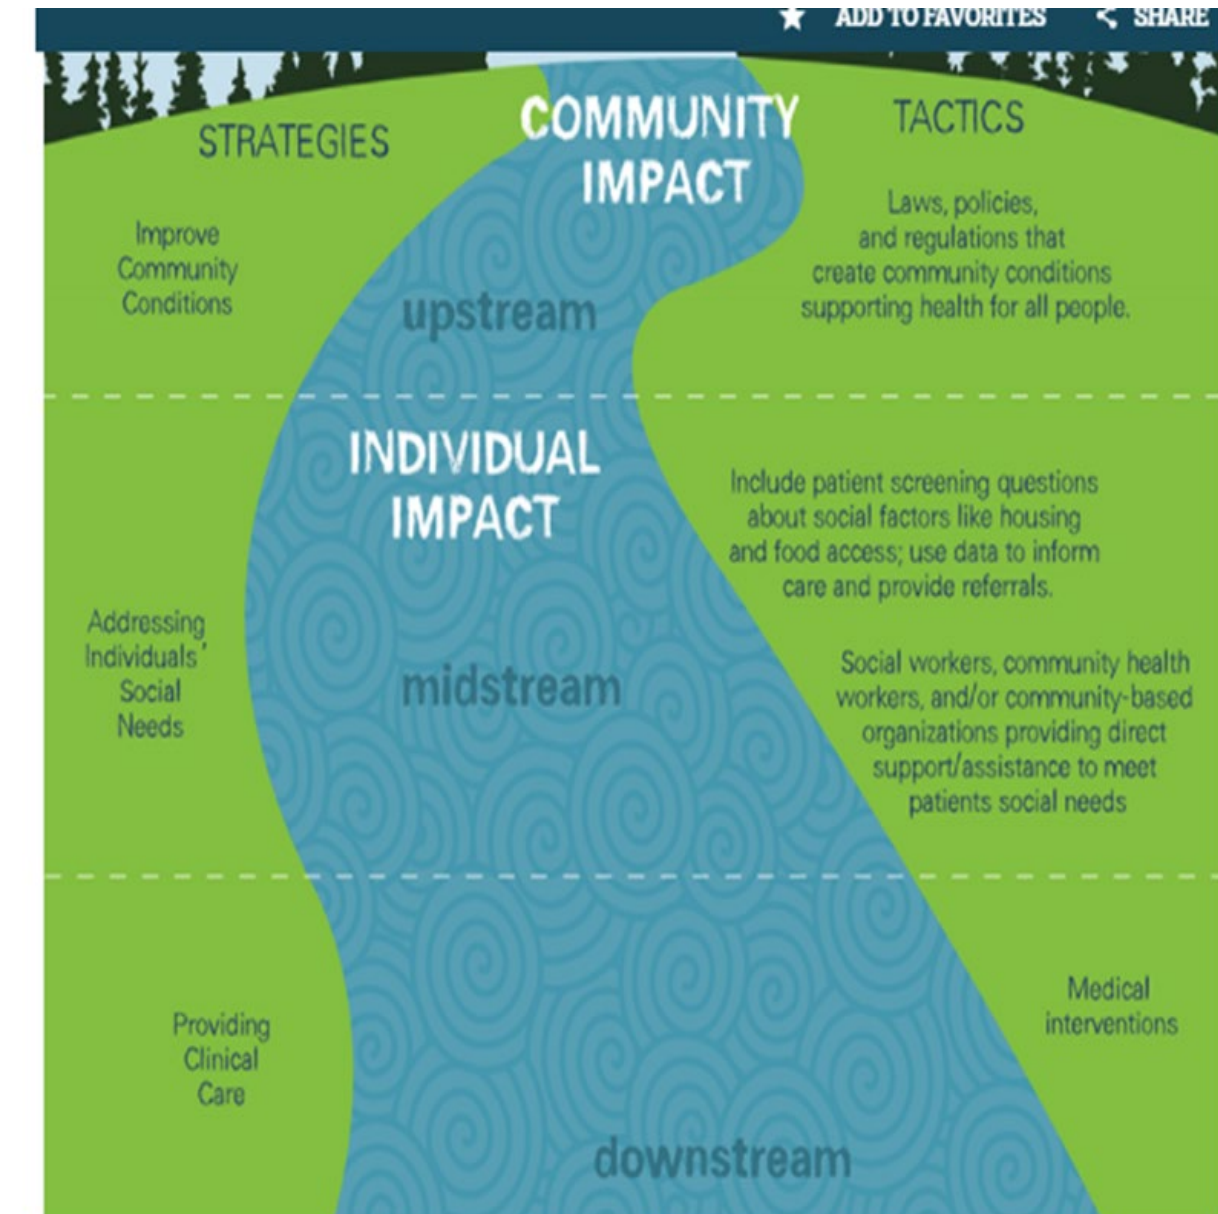 ADD TO FAVORITES
SHARE
STRATEGIES
COMMUNITY
IMPACT
TACTICS
Improve
Community
Conditions
upstream
Laws, policies,
and regulations that
create community conditions
supporting health for all people.
INDIVIDUAL
IMPACT
Addressing
Individuals'
Social
Needs
midstream
Include patient screening questions
about social factors like housing
and food access; use data to inform
care and provide referrals.
Social workers, community health
workers, and/or community-based
organizations providing direct
support/assistance to meet
patients social needs
Providing
Clinical
Care
downstream
Medical
interventions